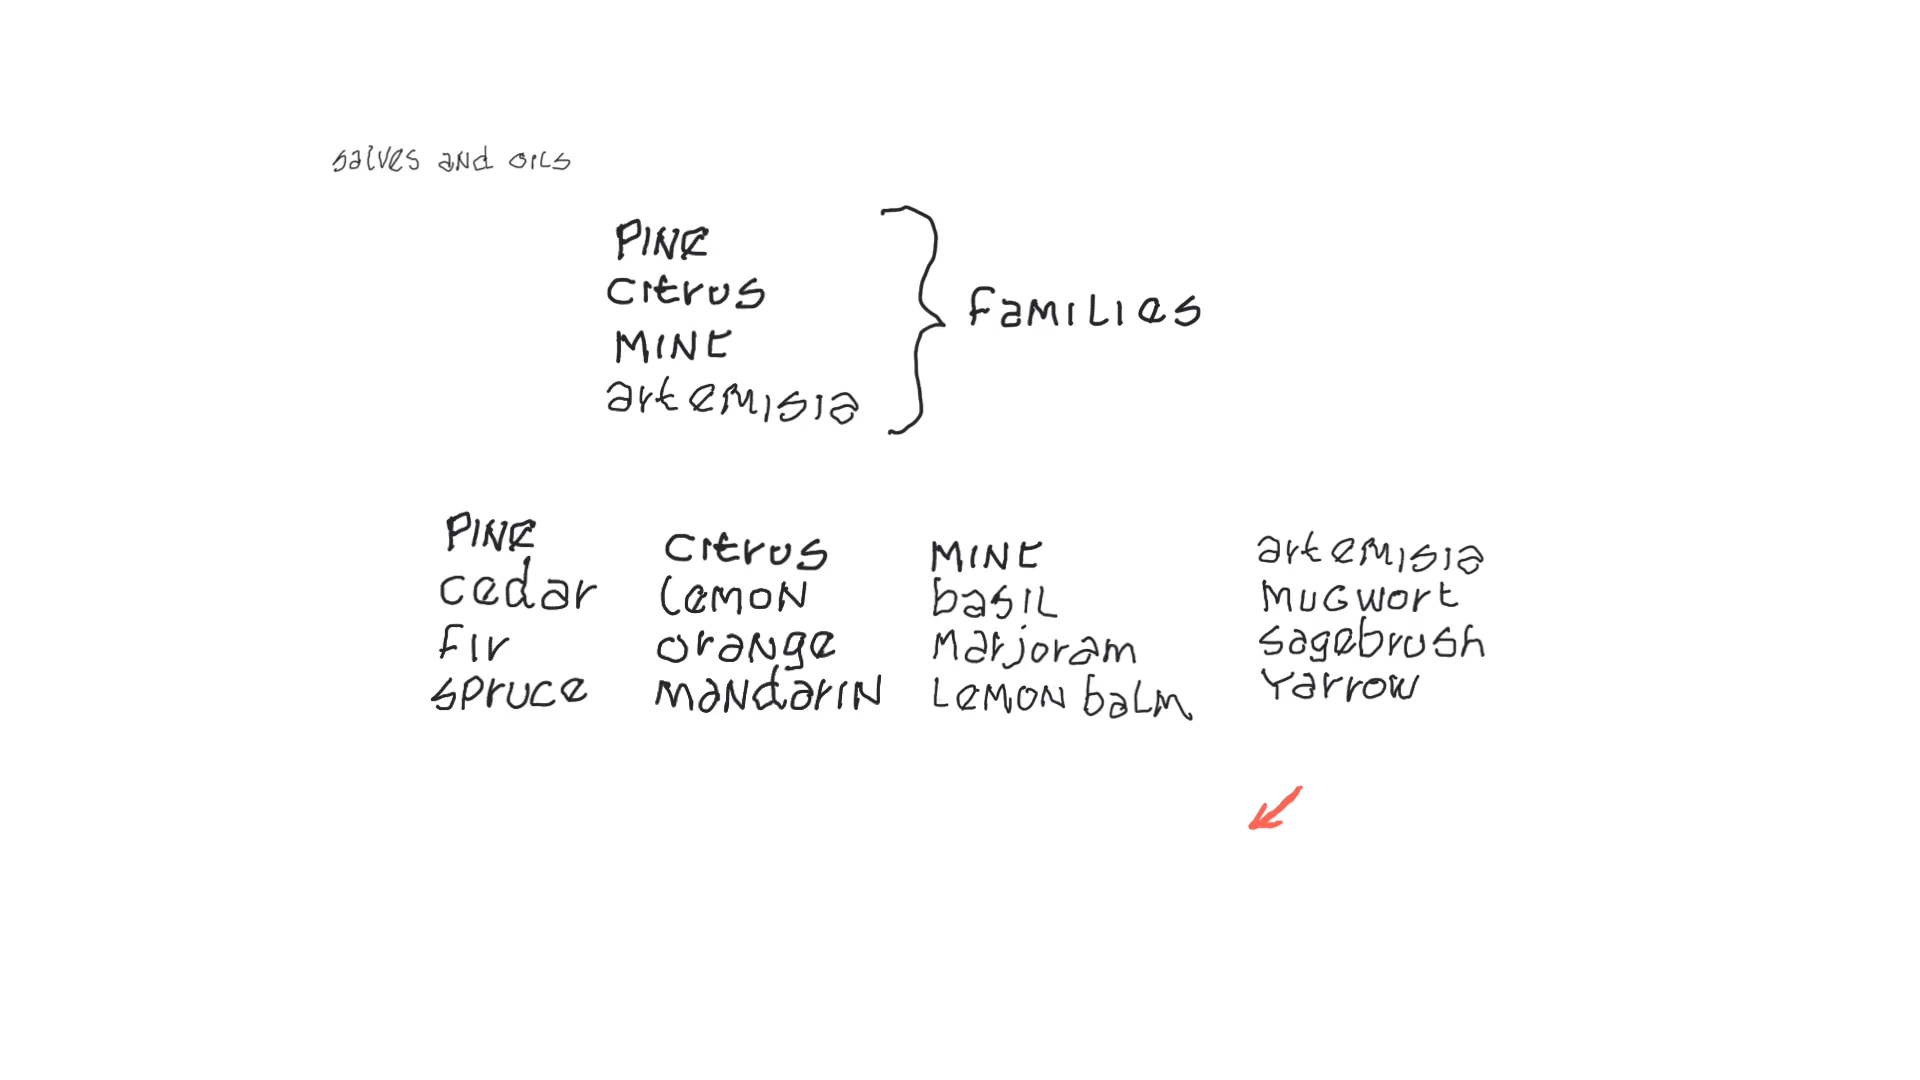 salves and oils
PINE
citrus
MINt
artemisia
families
PINE
cedar
fir
spruce
citrus
lemon
orange
mandarin
MINt
basil
marjoram
Lemon balm
artemisia
MUGwort
sagebrush
Yarrow